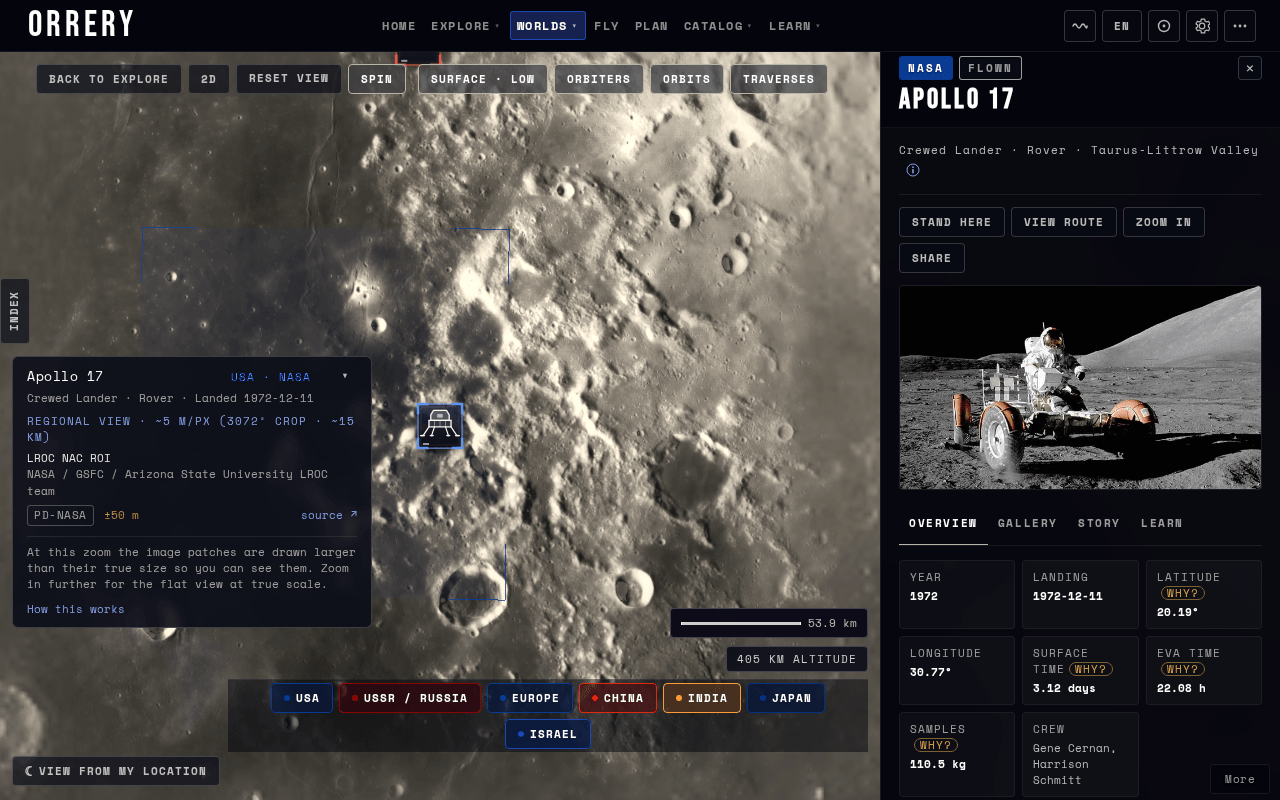 ORRERY
HOME EXPLORE WORLDS FLY PLAN CATALOG LEARN
EN
BACK TO EXPLORE 2D RESET VIEW SPIN SURFACE · LOW ORBITERS ORBITS TRAVERSES
INDEX
Apollo 17 USA · NASA
Crewed Lander · Rover · Landed 1972-12-11
REGIONAL VIEW · ~5 M/PX (3072² CROP · ~15
KM)
LROC NAC ROI
NASA / GSFC / Arizona State University LROC
team
PD-NASA ±50 m source ↗
At this zoom the image patches are drawn larger
than their true size so you can see them. Zoom
in further for the flat view at true scale.
How this works
53.9 km
405 KM ALTITUDE
USA USSR / RUSSIA EUROPE CHINA INDIA JAPAN
ISRAEL
VIEW FROM MY LOCATION
NASA FLOWN ×
APOLLO 17
Crewed Lander · Rover · Taurus-Littrow Valley
STAND HERE VIEW ROUTE ZOOM IN
SHARE
OVERVIEW GALLERY STORY LEARN
YEAR
1972
LANDING
1972-12-11
LATITUDE
WHY?
20.19°
LONGITUDE
30.77°
SURFACE
TIME WHY?
3.12 days
EVA TIME
WHY?
22.08 h
SAMPLES
WHY?
110.5 kg
CREW
Gene Cernan,
Harrison
Schmitt
More